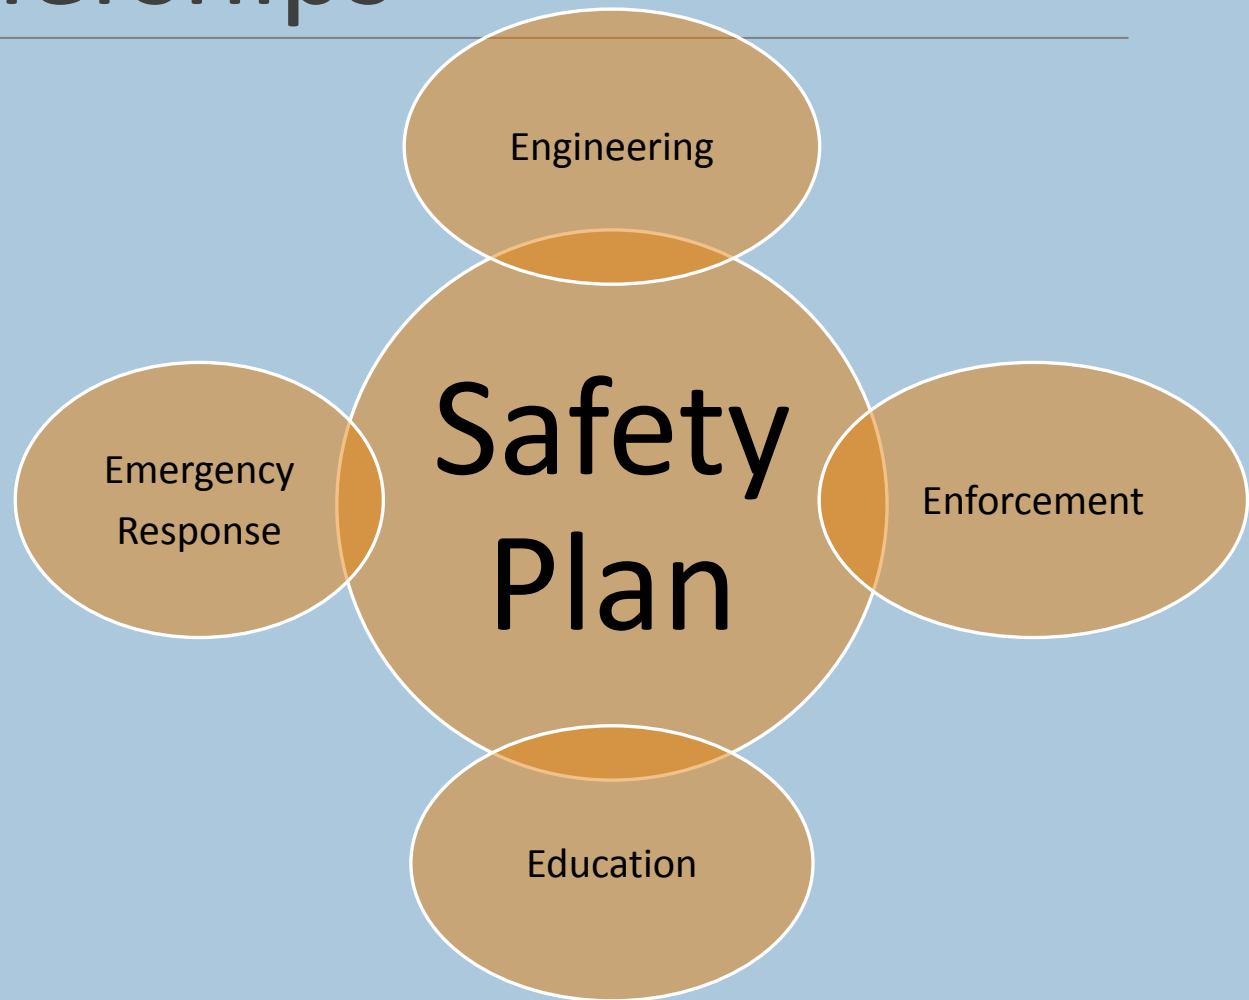 Engineering
Safety
Plan
Emergency
Response
Enforcement
Education